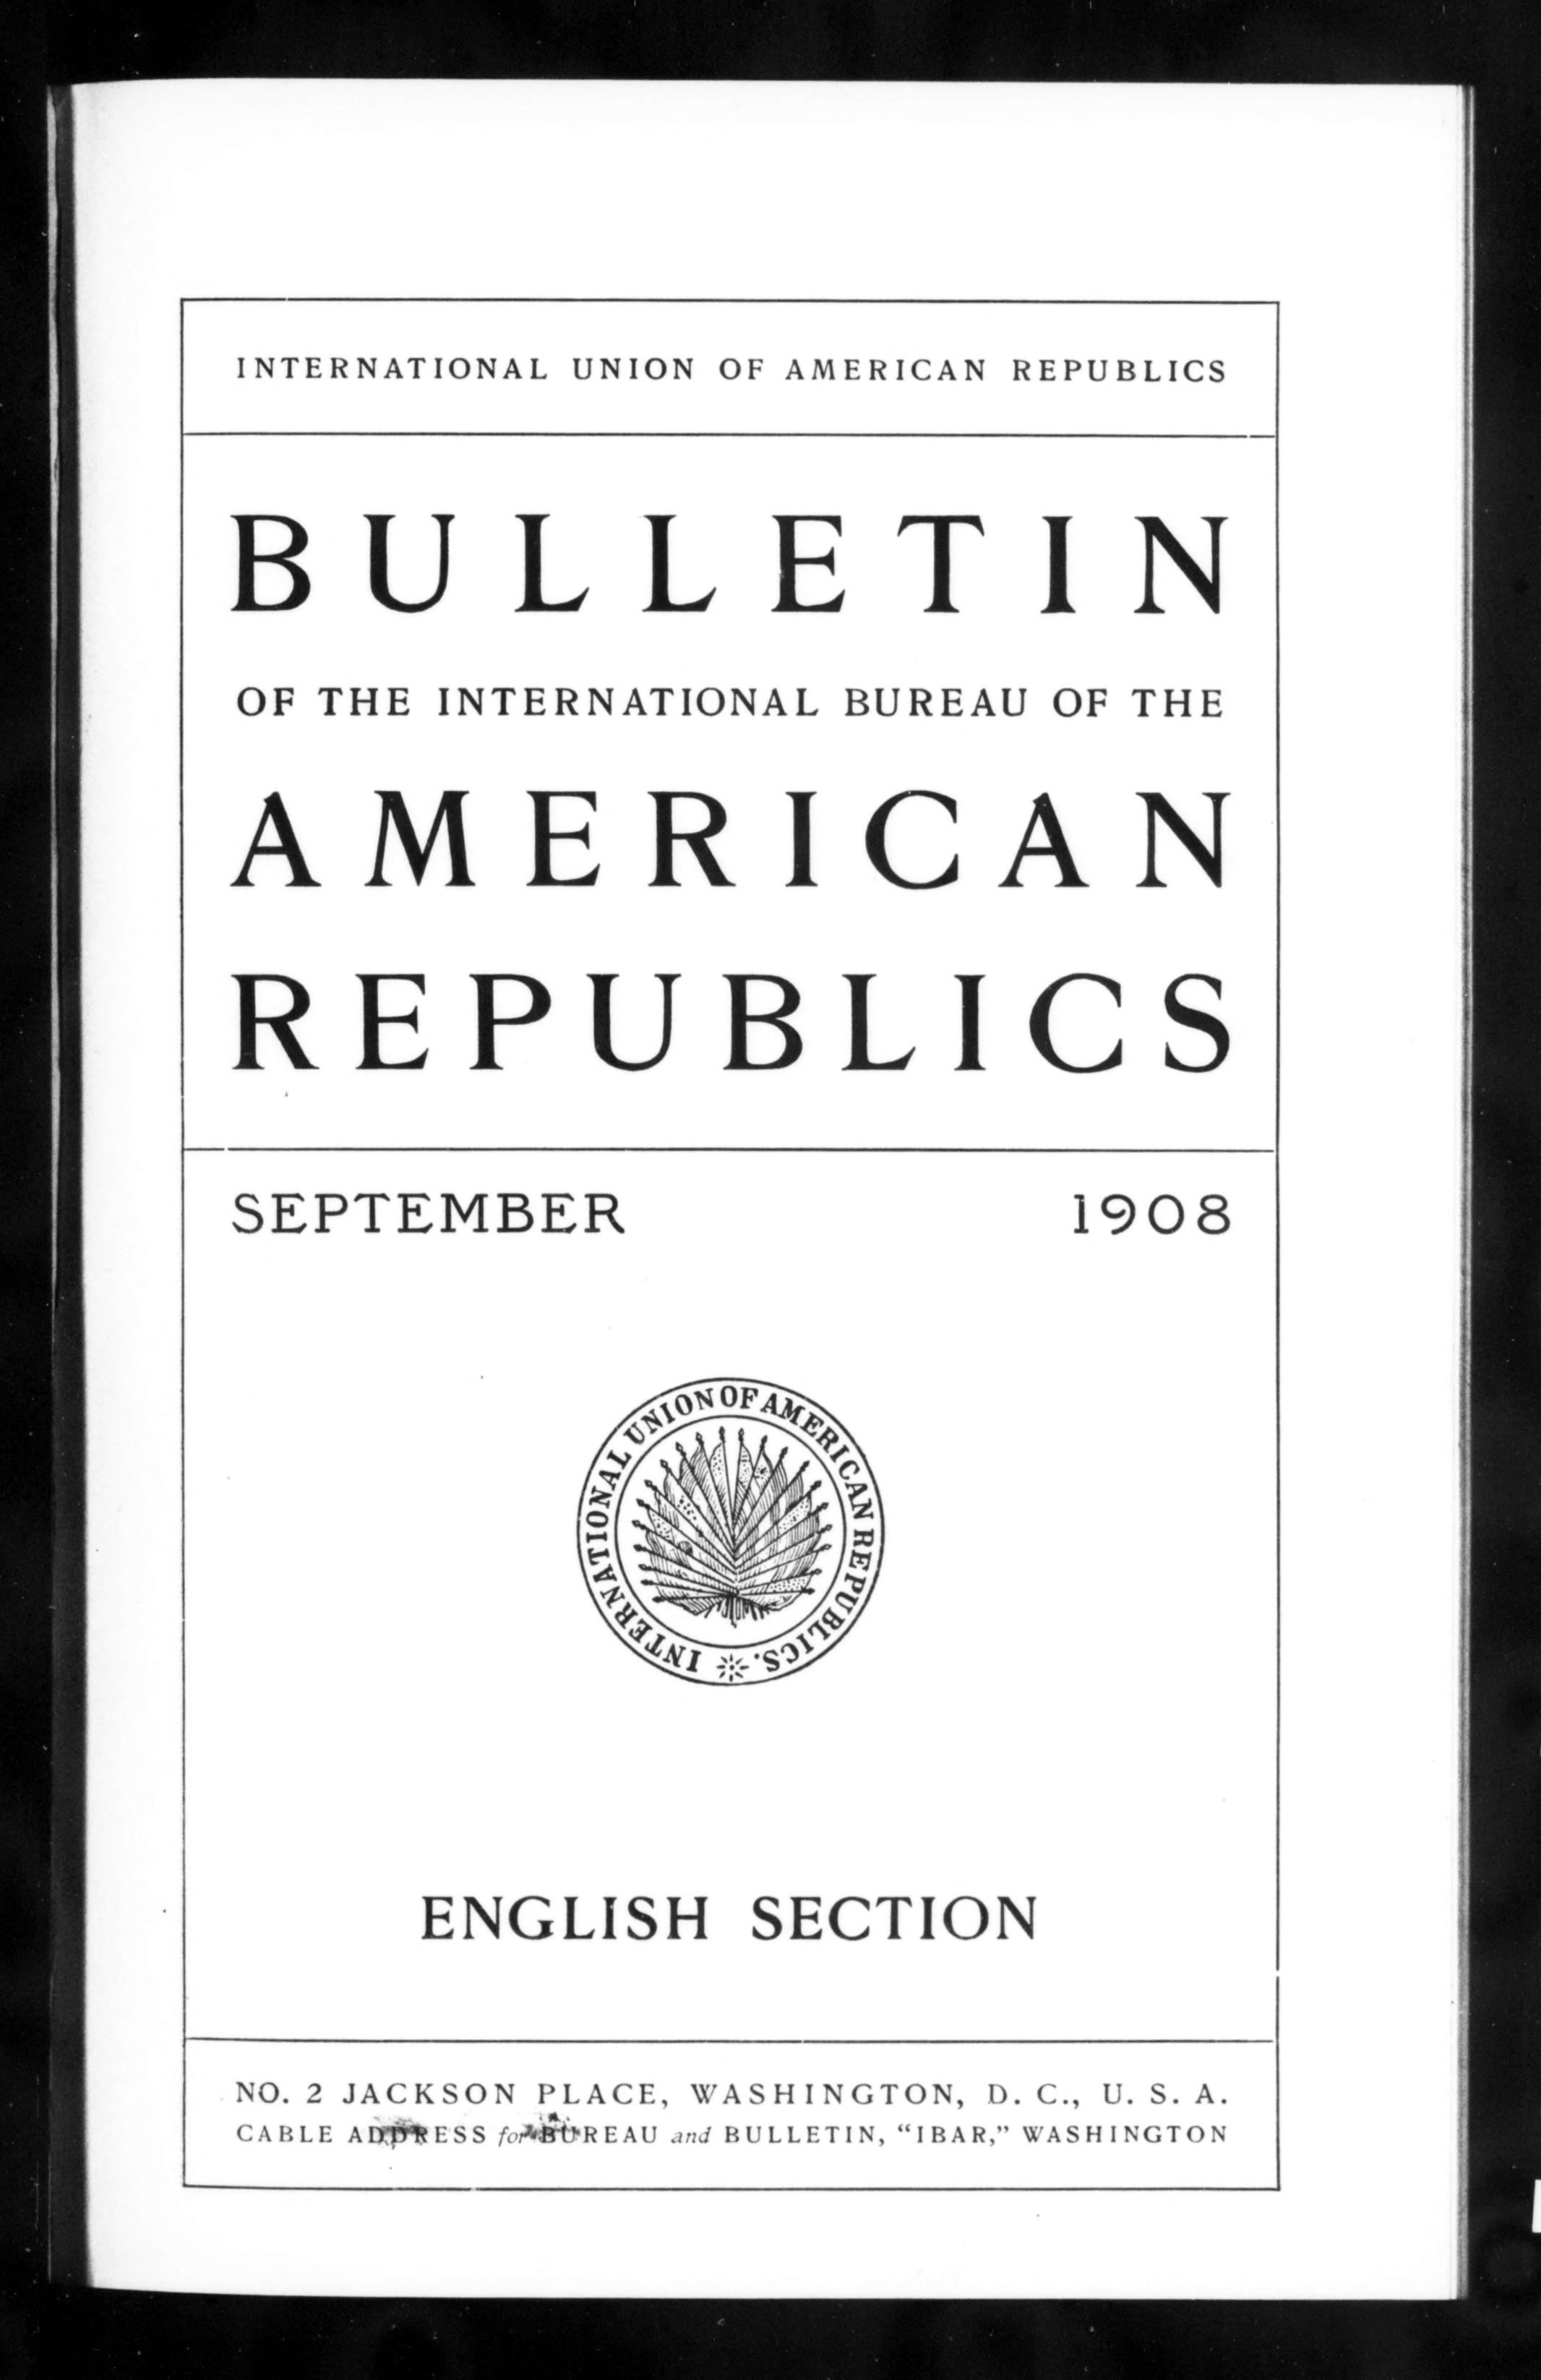 INTERNATIONAL UNION OF AMERICAN REPUBLICS
BULLETIN
OF THE INTERNATIONAL BUREAU OF THE
AMERICAN
REPUBLICS
SEPTEMBER 1908
INTERNATIONAL UNION OF AMERICAN REPUBLICS.
ENGLISH SECTION
NO. 2 JACKSON PLACE, WASHINGTON, D. C., U. S. A.
CABLE ADDRESS for BUREAU and BULLETIN, “IBAR,” WASHINGTON